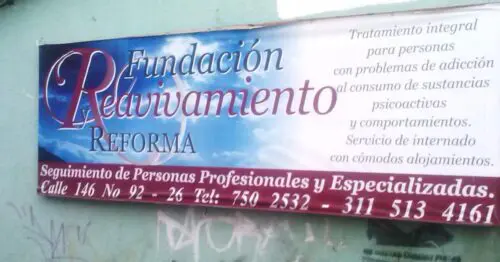 Fundación
Reavivamiento
y REFORMA
Tratamiento integral
para personas
con problemas de adicción
al consumo de sustancias
psicoactivas
y comportamientos.
Servicio de internado
con cómodos alojamientos.
Seguimiento de Personas Profesionales y Especializadas.
Calle 146 No 92 - 26 Tel: 750 2532 - 311 513 4161